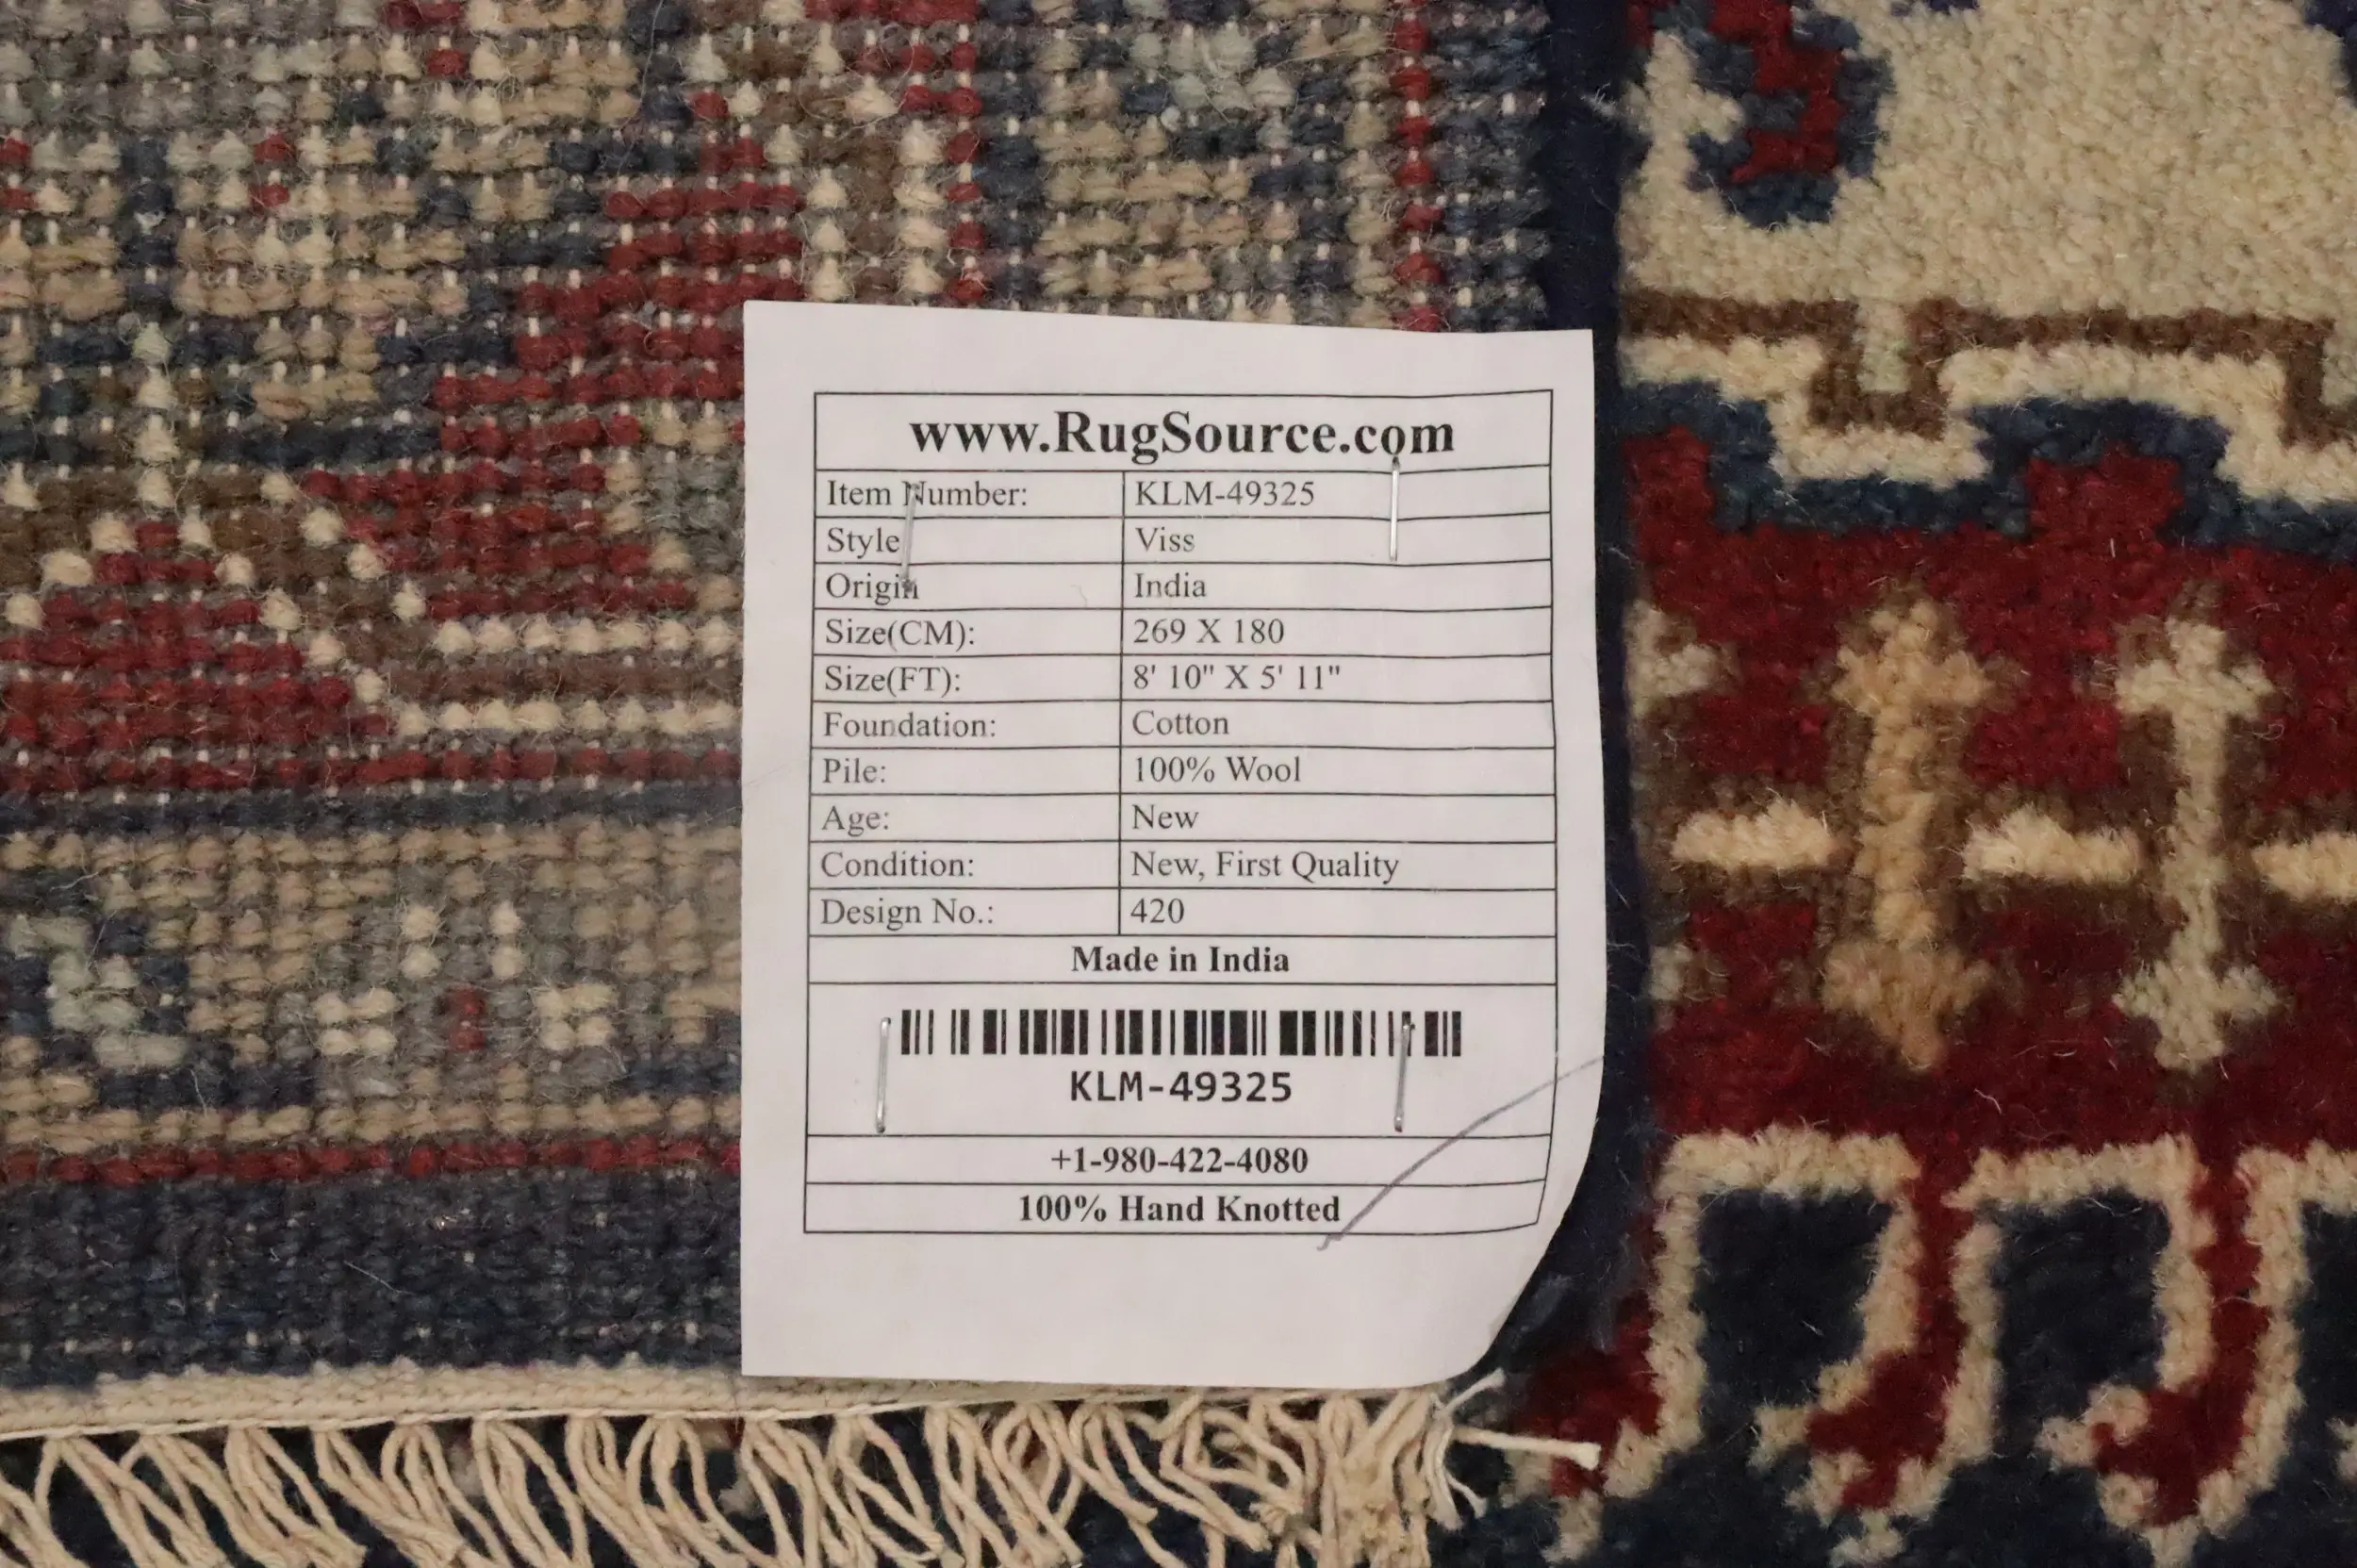 www.RugSource.com
Item Number: KLM-49325
Style Viss
Origin India
Size(CM): 269 X 180
Size(FT): 8' 10" X 5' 11"
Foundation: Cotton
Pile: 100% Wool
Age: New
Condition: New, First Quality
Design No.: 420
Made in India
KLM-49325
+1-980-422-4080
100% Hand Knotted